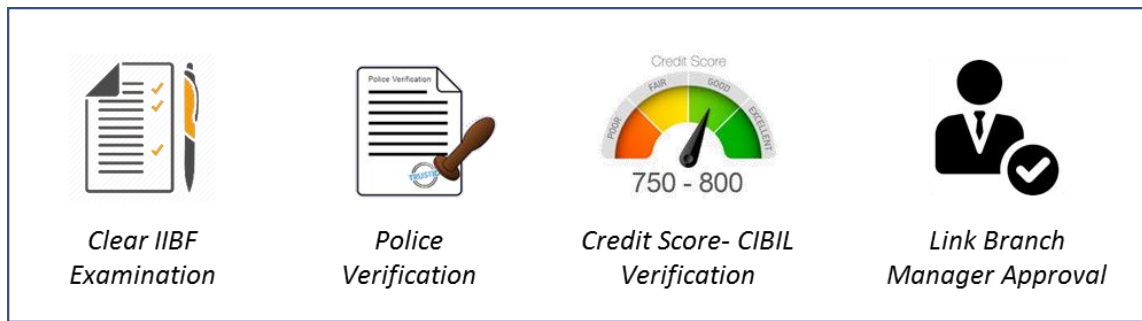 Police Verification
TRUSTE
Credit Score
POOR
FAIR
GOOD
EXCELLENT
750 - 800
Clear IIBF
Examination
Police
Verification
Credit Score- CIBIL
Verification
Link Branch
Manager Approval